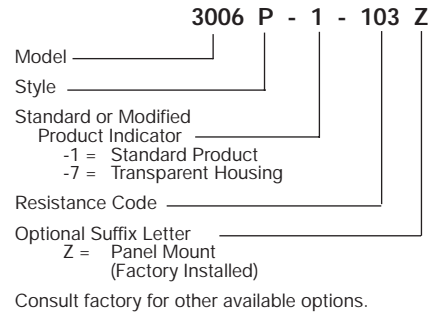 3006 P - 1 - 103 Z
Model
Style
Standard or Modified
Product Indicator
-1 = Standard Product
-7 = Transparent Housing
Resistance Code
Optional Suffix Letter
Z = Panel Mount
(Factory Installed)
Consult factory for other available options.